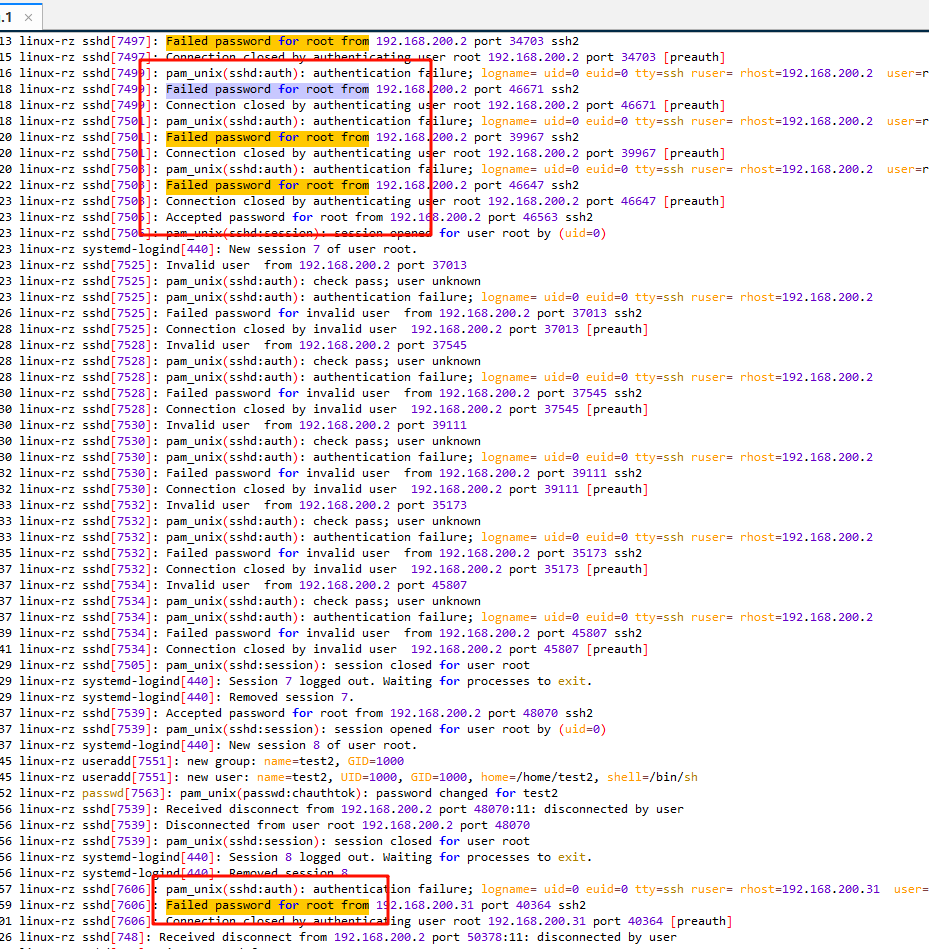 .1 ×
13 linux-rz sshd[7497]: Failed password for root from 192.168.200.2 port 34703 ssh2
15 linux-rz sshd[7497]: Connection closed by authenticating user root 192.168.200.2 port 34703 [preauth]
16 linux-rz sshd[7499]: pam_unix(sshd:auth): authentication failure; logname= uid=0 euid=0 tty=ssh ruser= rhost=192.168.200.2  user=r
18 linux-rz sshd[7499]: Failed password for root from 192.168.200.2 port 46671 ssh2
18 linux-rz sshd[7499]: Connection closed by authenticating user root 192.168.200.2 port 46671 [preauth]
18 linux-rz sshd[7501]: pam_unix(sshd:auth): authentication failure; logname= uid=0 euid=0 tty=ssh ruser= rhost=192.168.200.2  user=r
20 linux-rz sshd[7501]: Failed password for root from 192.168.200.2 port 39967 ssh2
20 linux-rz sshd[7501]: Connection closed by authenticating user root 192.168.200.2 port 39967 [preauth]
20 linux-rz sshd[7503]: pam_unix(sshd:auth): authentication failure; logname= uid=0 euid=0 tty=ssh ruser= rhost=192.168.200.2  user=r
22 linux-rz sshd[7503]: Failed password for root from 192.168.200.2 port 46647 ssh2
23 linux-rz sshd[7503]: Connection closed by authenticating user root 192.168.200.2 port 46647 [preauth]
23 linux-rz sshd[7505]: Accepted password for root from 192.168.200.2 port 46563 ssh2
23 linux-rz sshd[7505]: pam_unix(sshd:session): session opened for user root by (uid=0)
23 linux-rz systemd-logind[440]: New session 7 of user root.
23 linux-rz sshd[7525]: Invalid user  from 192.168.200.2 port 37013
23 linux-rz sshd[7525]: pam_unix(sshd:auth): check pass; user unknown
23 linux-rz sshd[7525]: pam_unix(sshd:auth): authentication failure; logname= uid=0 euid=0 tty=ssh ruser= rhost=192.168.200.2
26 linux-rz sshd[7525]: Failed password for invalid user  from 192.168.200.2 port 37013 ssh2
28 linux-rz sshd[7525]: Connection closed by invalid user  192.168.200.2 port 37013 [preauth]
28 linux-rz sshd[7528]: Invalid user  from 192.168.200.2 port 37545
28 linux-rz sshd[7528]: pam_unix(sshd:auth): check pass; user unknown
28 linux-rz sshd[7528]: pam_unix(sshd:auth): authentication failure; logname= uid=0 euid=0 tty=ssh ruser= rhost=192.168.200.2
30 linux-rz sshd[7528]: Failed password for invalid user  from 192.168.200.2 port 37545 ssh2
30 linux-rz sshd[7528]: Connection closed by invalid user  192.168.200.2 port 37545 [preauth]
30 linux-rz sshd[7530]: Invalid user  from 192.168.200.2 port 39111
30 linux-rz sshd[7530]: pam_unix(sshd:auth): check pass; user unknown
30 linux-rz sshd[7530]: pam_unix(sshd:auth): authentication failure; logname= uid=0 euid=0 tty=ssh ruser= rhost=192.168.200.2
32 linux-rz sshd[7530]: Failed password for invalid user  from 192.168.200.2 port 39111 ssh2
32 linux-rz sshd[7530]: Connection closed by invalid user  192.168.200.2 port 39111 [preauth]
33 linux-rz sshd[7532]: Invalid user  from 192.168.200.2 port 35173
33 linux-rz sshd[7532]: pam_unix(sshd:auth): check pass; user unknown
33 linux-rz sshd[7532]: pam_unix(sshd:auth): authentication failure; logname= uid=0 euid=0 tty=ssh ruser= rhost=192.168.200.2
35 linux-rz sshd[7532]: Failed password for invalid user  from 192.168.200.2 port 35173 ssh2
37 linux-rz sshd[7532]: Connection closed by invalid user  192.168.200.2 port 35173 [preauth]
37 linux-rz sshd[7534]: Invalid user  from 192.168.200.2 port 45807
37 linux-rz sshd[7534]: pam_unix(sshd:auth): check pass; user unknown
37 linux-rz sshd[7534]: pam_unix(sshd:auth): authentication failure; logname= uid=0 euid=0 tty=ssh ruser= rhost=192.168.200.2
39 linux-rz sshd[7534]: Failed password for invalid user  from 192.168.200.2 port 45807 ssh2
41 linux-rz sshd[7534]: Connection closed by invalid user  192.168.200.2 port 45807 [preauth]
29 linux-rz sshd[7505]: pam_unix(sshd:session): session closed for user root
29 linux-rz systemd-logind[440]: Session 7 logged out. Waiting for processes to exit.
29 linux-rz systemd-logind[440]: Removed session 7.
37 linux-rz sshd[7539]: Accepted password for root from 192.168.200.2 port 48070 ssh2
37 linux-rz sshd[7539]: pam_unix(sshd:session): session opened for user root by (uid=0)
37 linux-rz systemd-logind[440]: New session 8 of user root.
45 linux-rz useradd[7551]: new group: name=test2, GID=1000
45 linux-rz useradd[7551]: new user: name=test2, UID=1000, GID=1000, home=/home/test2, shell=/bin/sh
52 linux-rz passwd[7563]: pam_unix(passwd:chauthtok): password changed for test2
56 linux-rz sshd[7539]: Received disconnect from 192.168.200.2 port 48070:11: disconnected by user
56 linux-rz sshd[7539]: Disconnected from user root 192.168.200.2 port 48070
56 linux-rz sshd[7539]: pam_unix(sshd:session): session closed for user root
56 linux-rz systemd-logind[440]: Session 8 logged out. Waiting for processes to exit.
56 linux-rz systemd-logind[440]: Removed session 8.
57 linux-rz sshd[7606]: pam_unix(sshd:auth): authentication failure; logname= uid=0 euid=0 tty=ssh ruser= rhost=192.168.200.31  user=
59 linux-rz sshd[7606]: Failed password for root from 192.168.200.31 port 40364 ssh2
01 linux-rz sshd[7606]: Connection closed by authenticating user root 192.168.200.31 port 40364 [preauth]
26 linux-rz sshd[748]: Received disconnect from 192.168.200.2 port 50378:11: disconnected by user